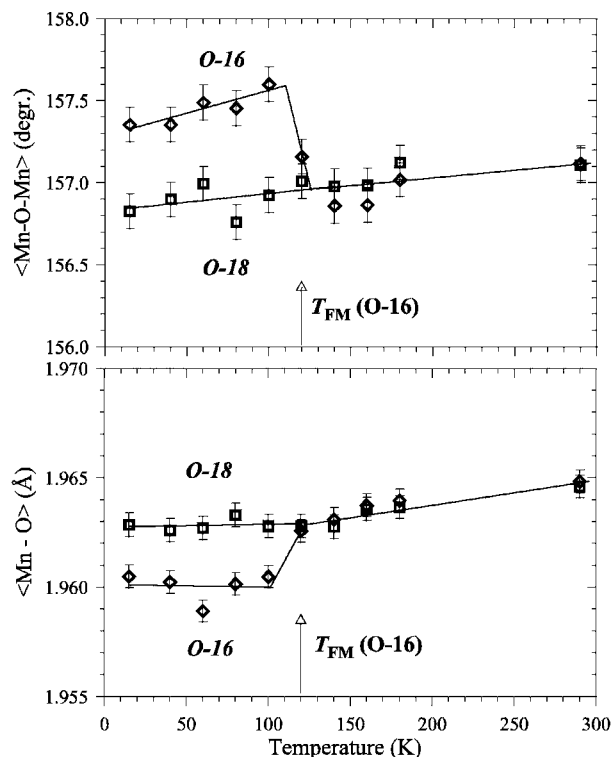 158.0
O-16
157.5
157.0
156.5
O-18
T_FM (O-16)
156.0
<Mn-O-Mn> (degr.)
1.970
O-18
1.965
1.960
O-16
T_FM (O-16)
1.955
<Mn - O> (Å)
0 50 100 150 200 250 300
Temperature (K)